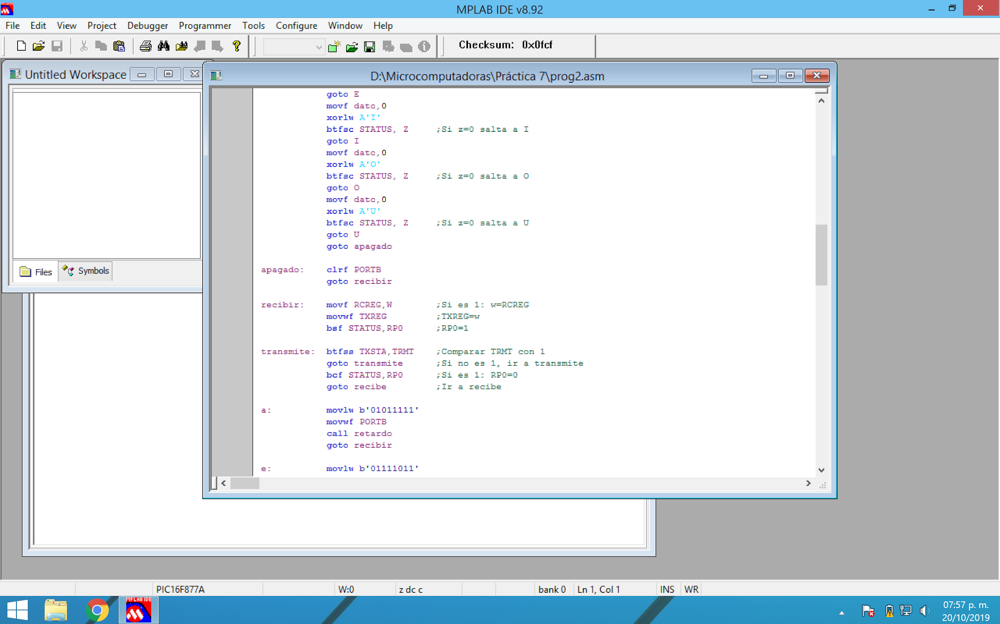 MPLAB IDE v8.92
File Edit View Project Debugger Programmer Tools Configure Window Help
Checksum: 0x0fcf
Untitled Workspace
Files Symbols
D:\Microcomputadoras\Práctica 7\prog2.asm
goto E
movf dato,0
xorlw A'I'
btfsc STATUS, Z ;Si z=0 salta a I
goto I
movf dato,0
xorlw A'O'
btfsc STATUS, Z ;Si z=0 salta a O
goto O
movf dato,0
xorlw A'U'
btfsc STATUS, Z ;Si z=0 salta a U
goto U
goto apagado
apagado: clrf PORTB
goto recibir
recibir: movf RCREG,W ;Si es 1: w=RCREG
movwf TXREG ;TXREG=w
bsf STATUS,RP0 ;RP0=1
transmite: btfss TXSTA,TRMT ;Comparar TRMT con 1
goto transmite ;Si no es 1, ir a transmite
bcf STATUS,RP0 ;Si es 1: RP0=0
goto recibe ;Ir a recibe
a: movlw b'01011111'
movwf PORTB
call retardo
goto recibir
e: movlw b'01111011'
PIC16F877A W:0 z dc c bank 0 Ln 1, Col 1 INS WR
MPLAB IDE
07:57 p. m.
20/10/2019